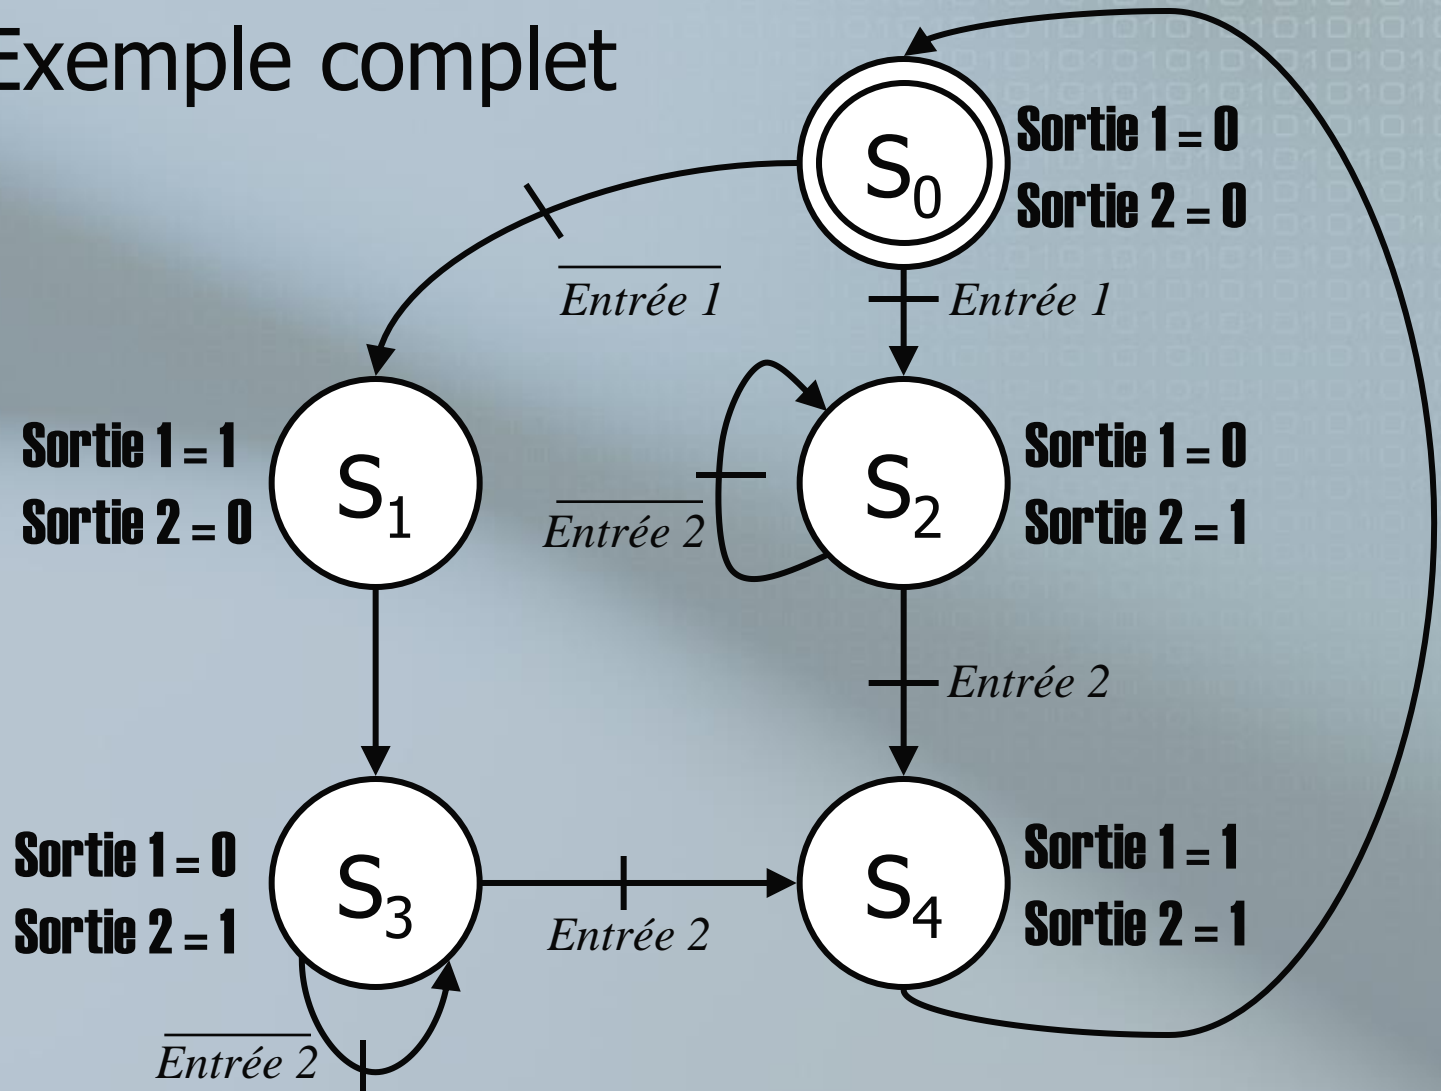 Exemple complet
S0
Sortie 1 = 0
Sortie 2 = 0
Entrée 1
Entrée 1
Sortie 1 = 1
Sortie 2 = 0
S1
Entrée 2
S2
Sortie 1 = 0
Sortie 2 = 1
Entrée 2
Sortie 1 = 0
Sortie 2 = 1
S3
Entrée 2
S4
Sortie 1 = 1
Sortie 2 = 1
Entrée 2